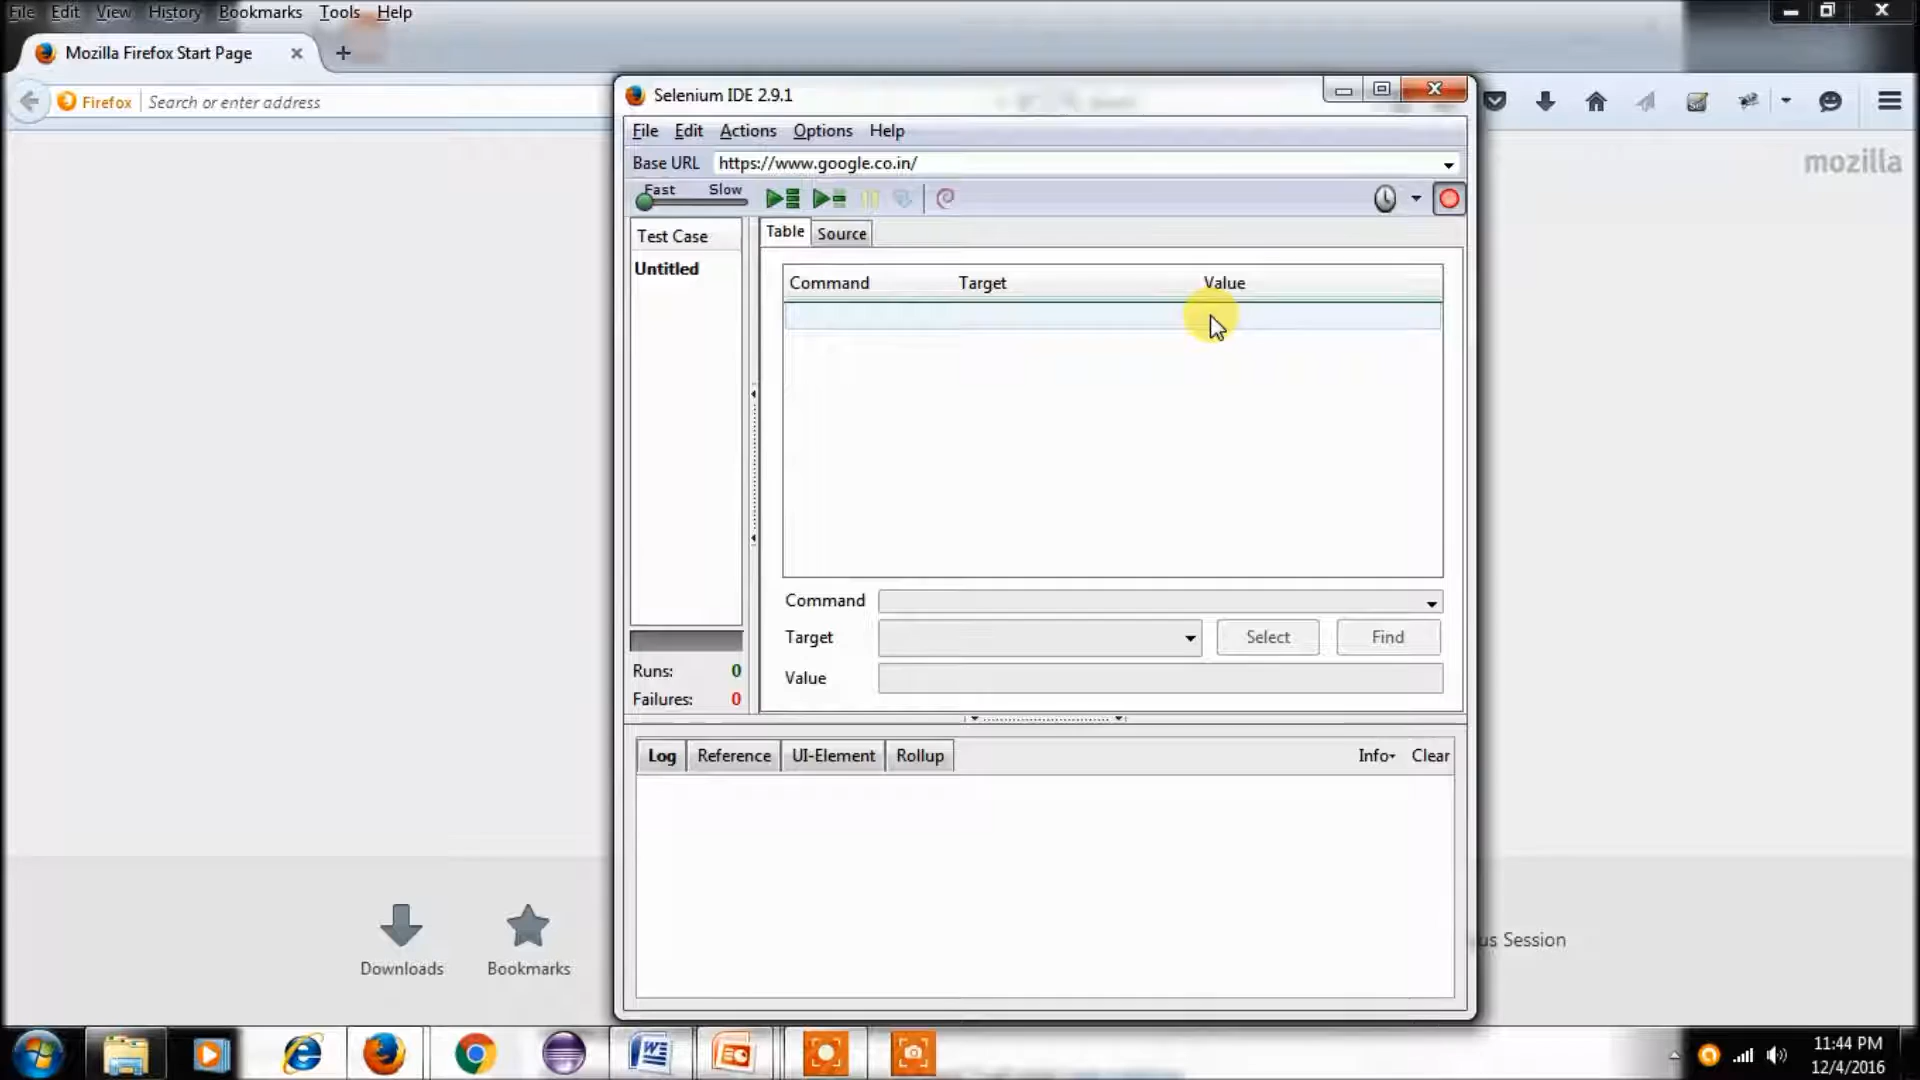 File Edit View History Bookmarks Tools Help
Mozilla Firefox Start Page
Firefox Search or enter address
mozilla
Selenium IDE 2.9.1
File Edit Actions Options Help
Base URL https://www.google.co.in/
Fast Slow
Test Case
Table Source
Untitled
Command Target Value
Command
Target Select Find
Value
Runs: 0
Failures: 0
Log Reference UI-Element Rollup Info Clear
Downloads Bookmarks
us Session
11:44 PM
12/4/2016